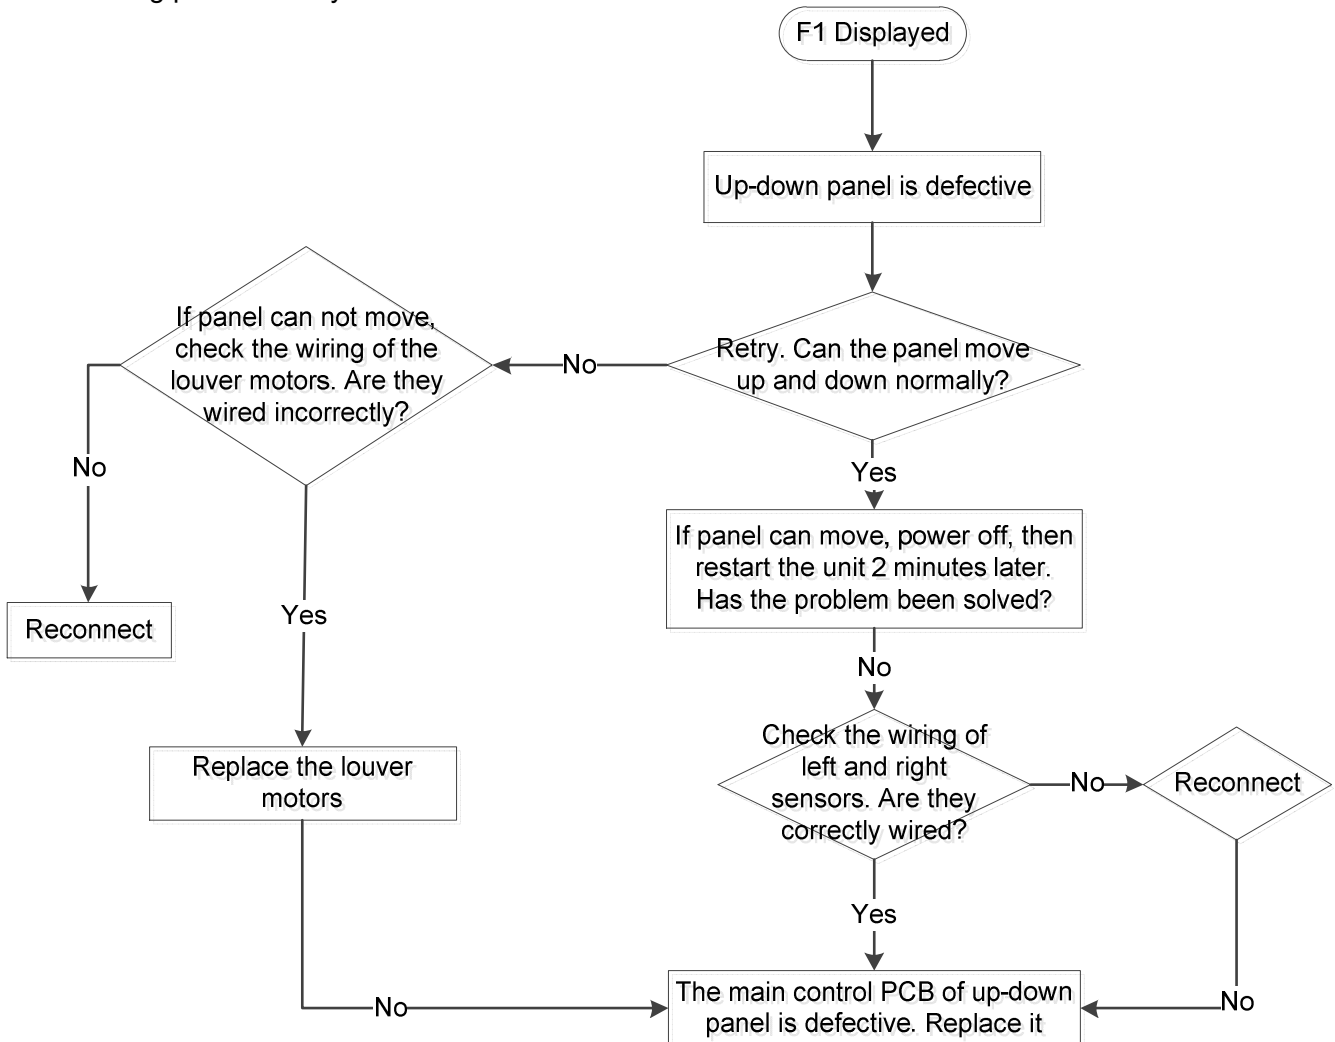 F1 Displayed
Up-down panel is defective
Retry. Can the panel move
up and down normally?
No
If panel can not move,
check the wiring of the
louver motors. Are they
wired incorrectly?
No
Reconnect
Yes
Replace the louver
motors
No
Yes
If panel can move, power off, then
restart the unit 2 minutes later.
Has the problem been solved?
No
Check the wiring of
left and right
sensors. Are they
correctly wired?
No
Reconnect
No
Yes
The main control PCB of up-down
panel is defective. Replace it